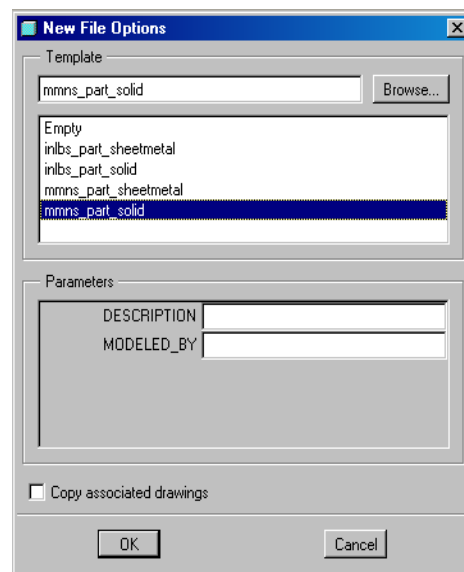 New File Options
Template
mmns_part_solid
Browse...
Empty
inlbs_part_sheetmetal
inlbs_part_solid
mmns_part_sheetmetal
mmns_part_solid
Parameters
DESCRIPTION
MODELED_BY
Copy associated drawings
OK Cancel